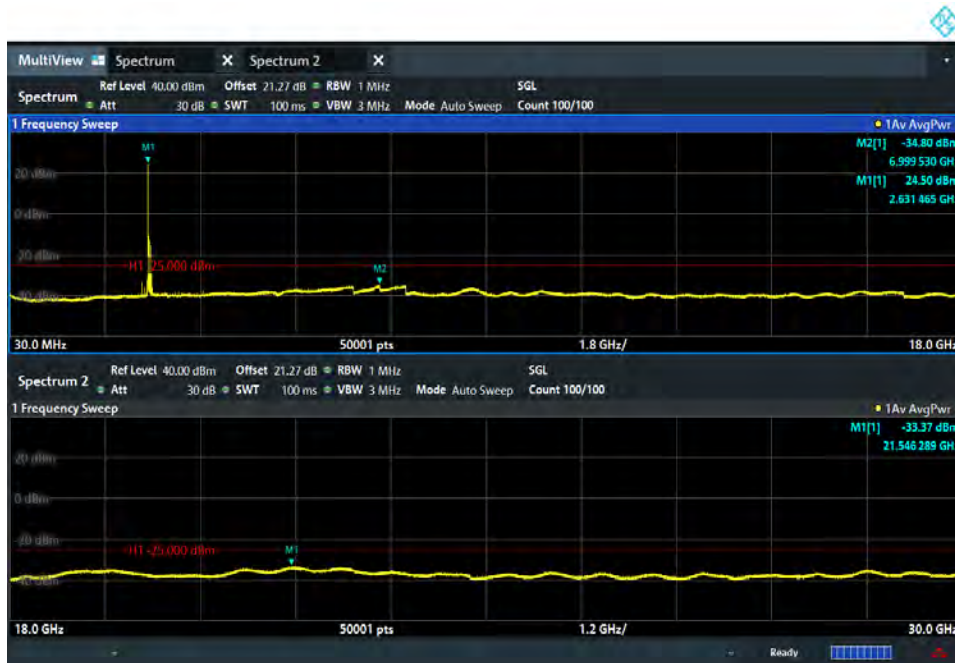 MultiView Spectrum X Spectrum 2 X
Ref Level 40.00 dBm Offset 21.27 dB RBW 1 MHz SGL
Spectrum Att 30 dB SWT 100 ms VBW 3 MHz Mode Auto Sweep Count 100/100
1 Frequency Sweep 1Av AvgPwr
M1
M2[1] -34.80 dBm
6.999 530 GH
20 dBm
M1[1] 24.50 dBm
2.631 465 GH
0 dBm
H1 -25.000 dBm
M2
30.0 MHz 50001 pts 1.8 GHz/ 18.0 GHz
Ref Level 40.00 dBm Offset 21.27 dB RBW 1 MHz SGL
Spectrum 2 Att 30 dB SWT 100 ms VBW 3 MHz Mode Auto Sweep Count 100/100
1 Frequency Sweep 1Av AvgPwr
M1[1] -33.37 dBm
21.546 289 GH
20 dBm
0 dBm
-20 dBm
H1 -25.000 dBm
M1
-40 dBm
18.0 GHz 50001 pts 1.2 GHz/ 30.0 GHz
Ready